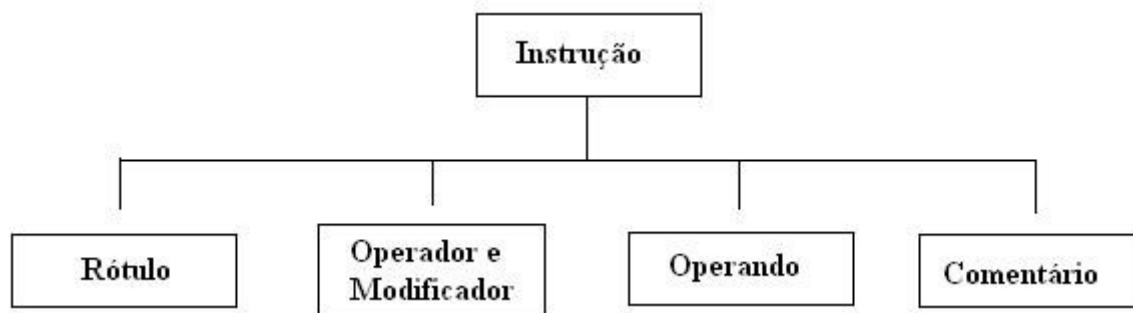 Instrução
Rótulo
Operador e
Modificador
Operando
Comentário